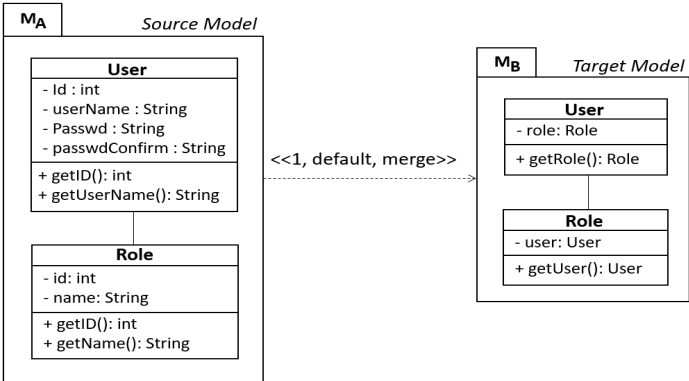 MA
Source Model
User
- Id : int
- userName : String
- Passwd : String
- passwdConfirm : String
+ getID(): int
+ getUserName(): String
Role
- id: int
- name: String
+ getID(): int
+ getName(): String
<<1, default, merge>>
MB
Target Model
User
- role: Role
+ getRole(): Role
Role
- user: User
+ getUser(): User